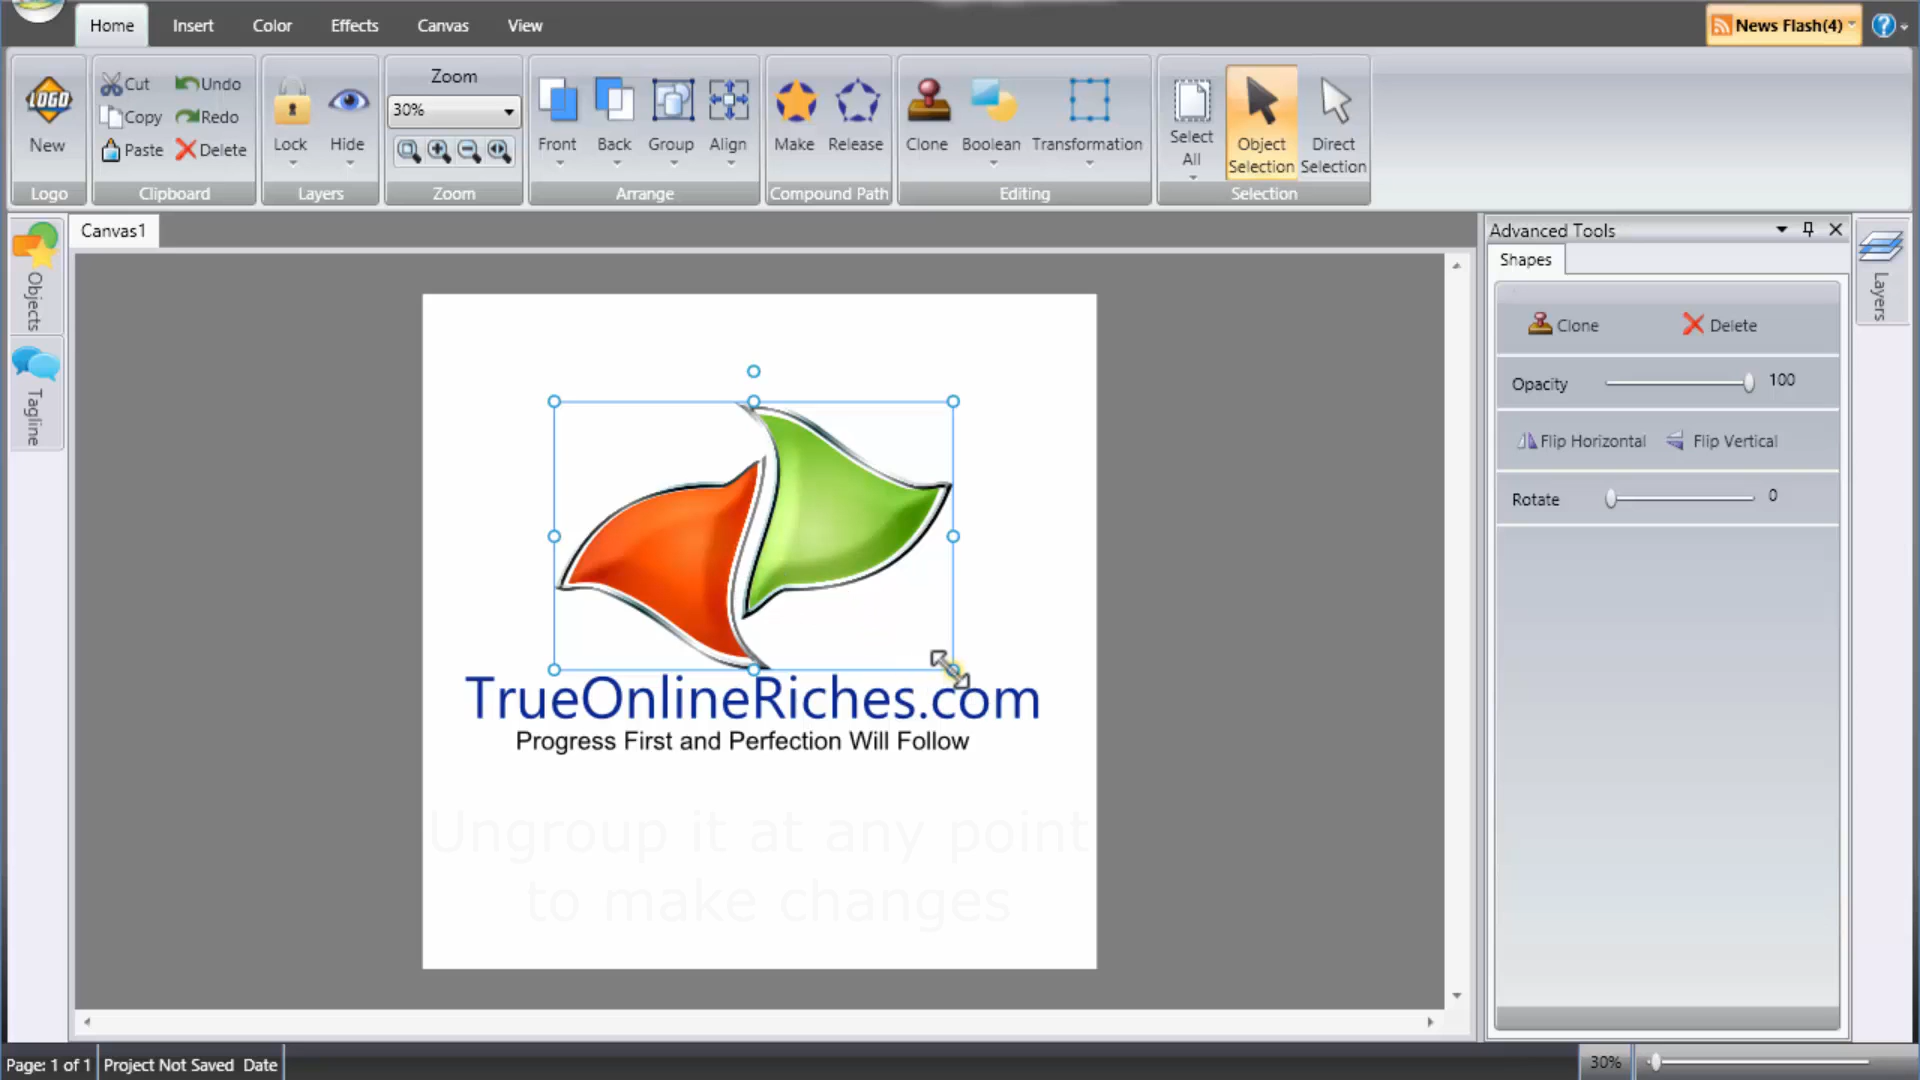 Home Insert Color Effects Canvas View News Flash(4)
LOGO
New
Logo
Cut Undo
Copy Redo
Paste Delete
Clipboard
Lock Hide
Layers
Zoom
30%
Zoom
Front Back Group Align
Arrange
Make Release
Compound Path
Clone Boolean Transformation
Editing
Select All
Object Selection
Direct Selection
Selection
Objects
Tagline
Canvas1
TrueOnlineRiches.com
Progress First and Perfection Will Follow
Ungroup it at any point
to make changes
Advanced Tools
Shapes
Clone Delete
Opacity 100
Flip Horizontal Flip Vertical
Rotate 0
Layers
Page: 1 of 1 Project Not Saved Date 30%